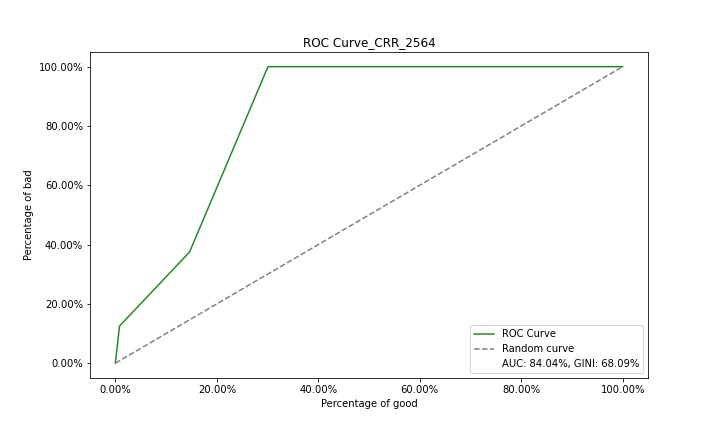 ROC Curve_CRR_2564
100.00%
80.00%
60.00%
40.00%
20.00%
0.00%
Percentage of bad
ROC Curve
Random curve
AUC: 84.04%, GINI: 68.09%
0.00%
20.00%
40.00%
60.00%
80.00%
100.00%
Percentage of good